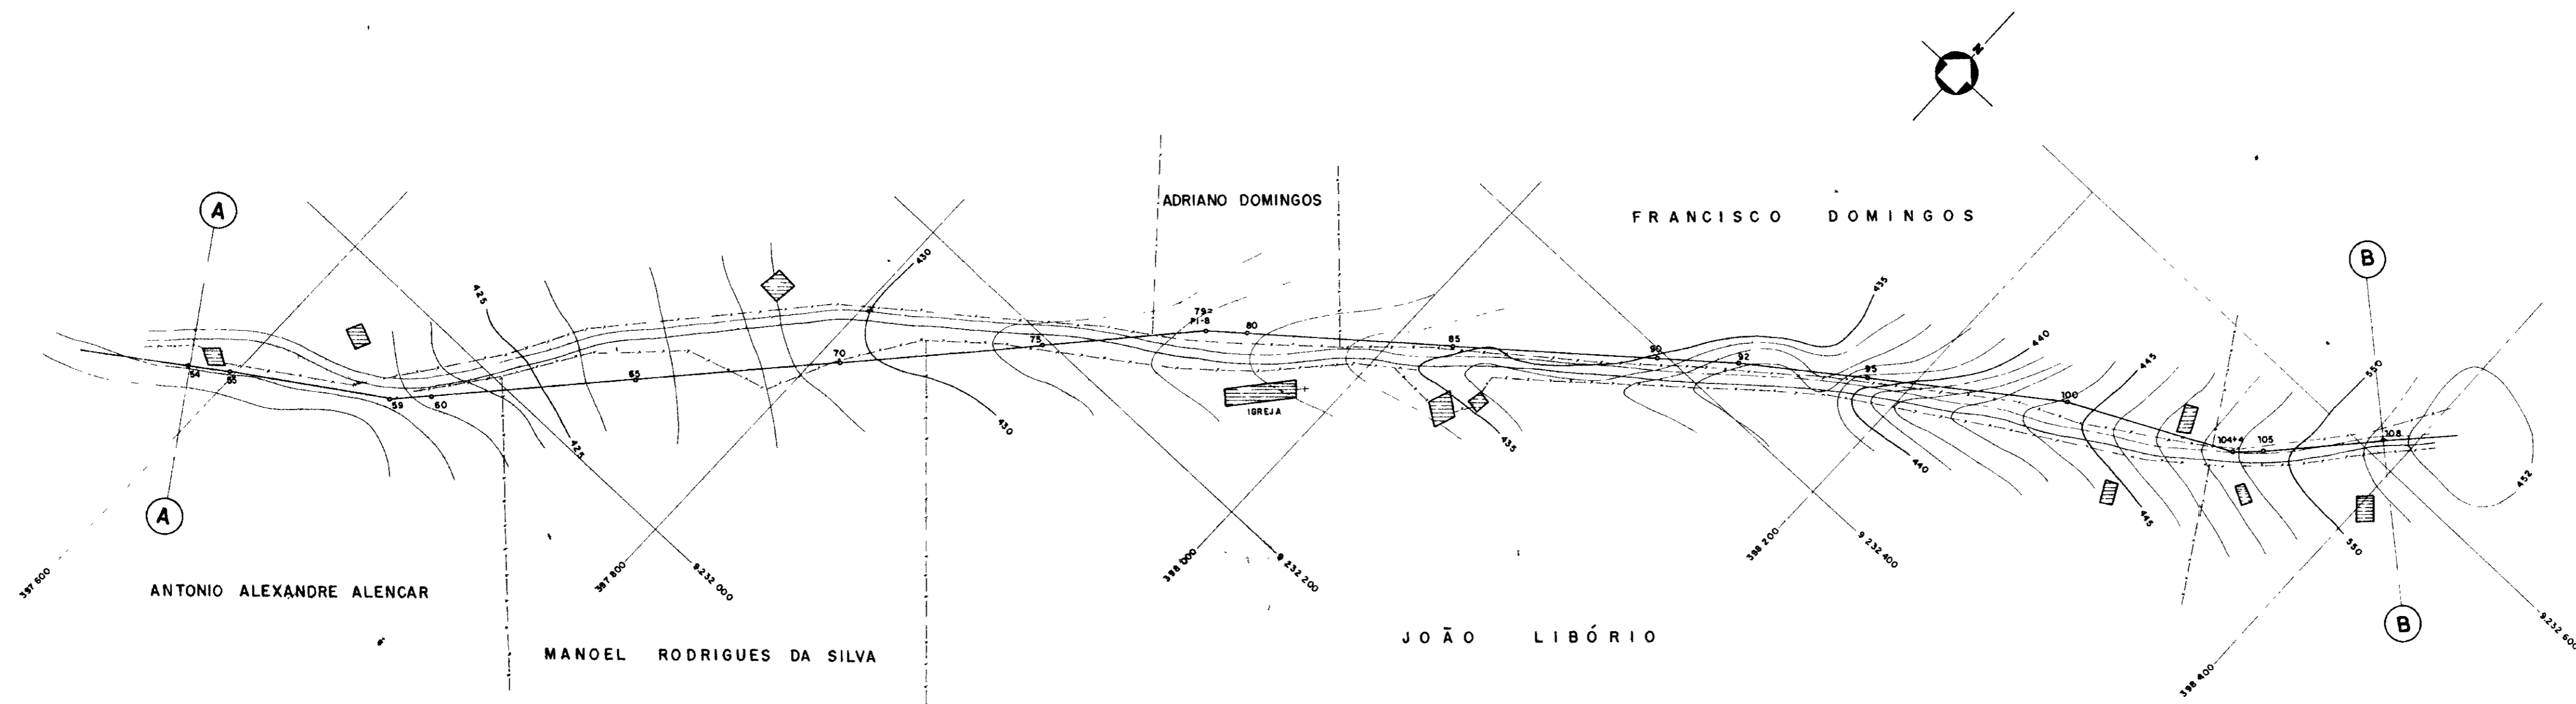 N
A
ADRIANO DOMINGOS
FRANCISCO DOMINGOS
B
430
425
435
79=
PI-8
80
85
90
92
95
440
445
550
75
70
65
54
55
59
60
100
104+4
105
108
IGREJA
430
435
425
440
445
550
452
A
397 600
397 800
9.232 000
398 000
9 232 200
398 200
9 232 400
398 400
9.232 600
B
ANTONIO ALEXANDRE ALENCAR
MANOEL RODRIGUES DA SILVA
JOÃO LIBÓRIO